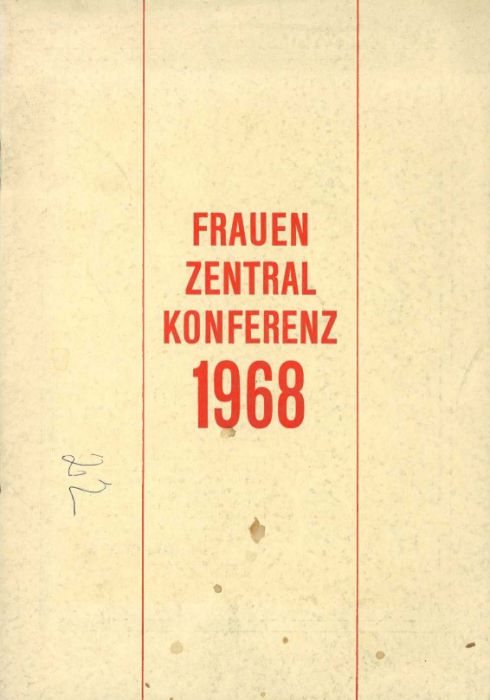 FRAUEN
ZENTRAL
KONFERENZ
1968